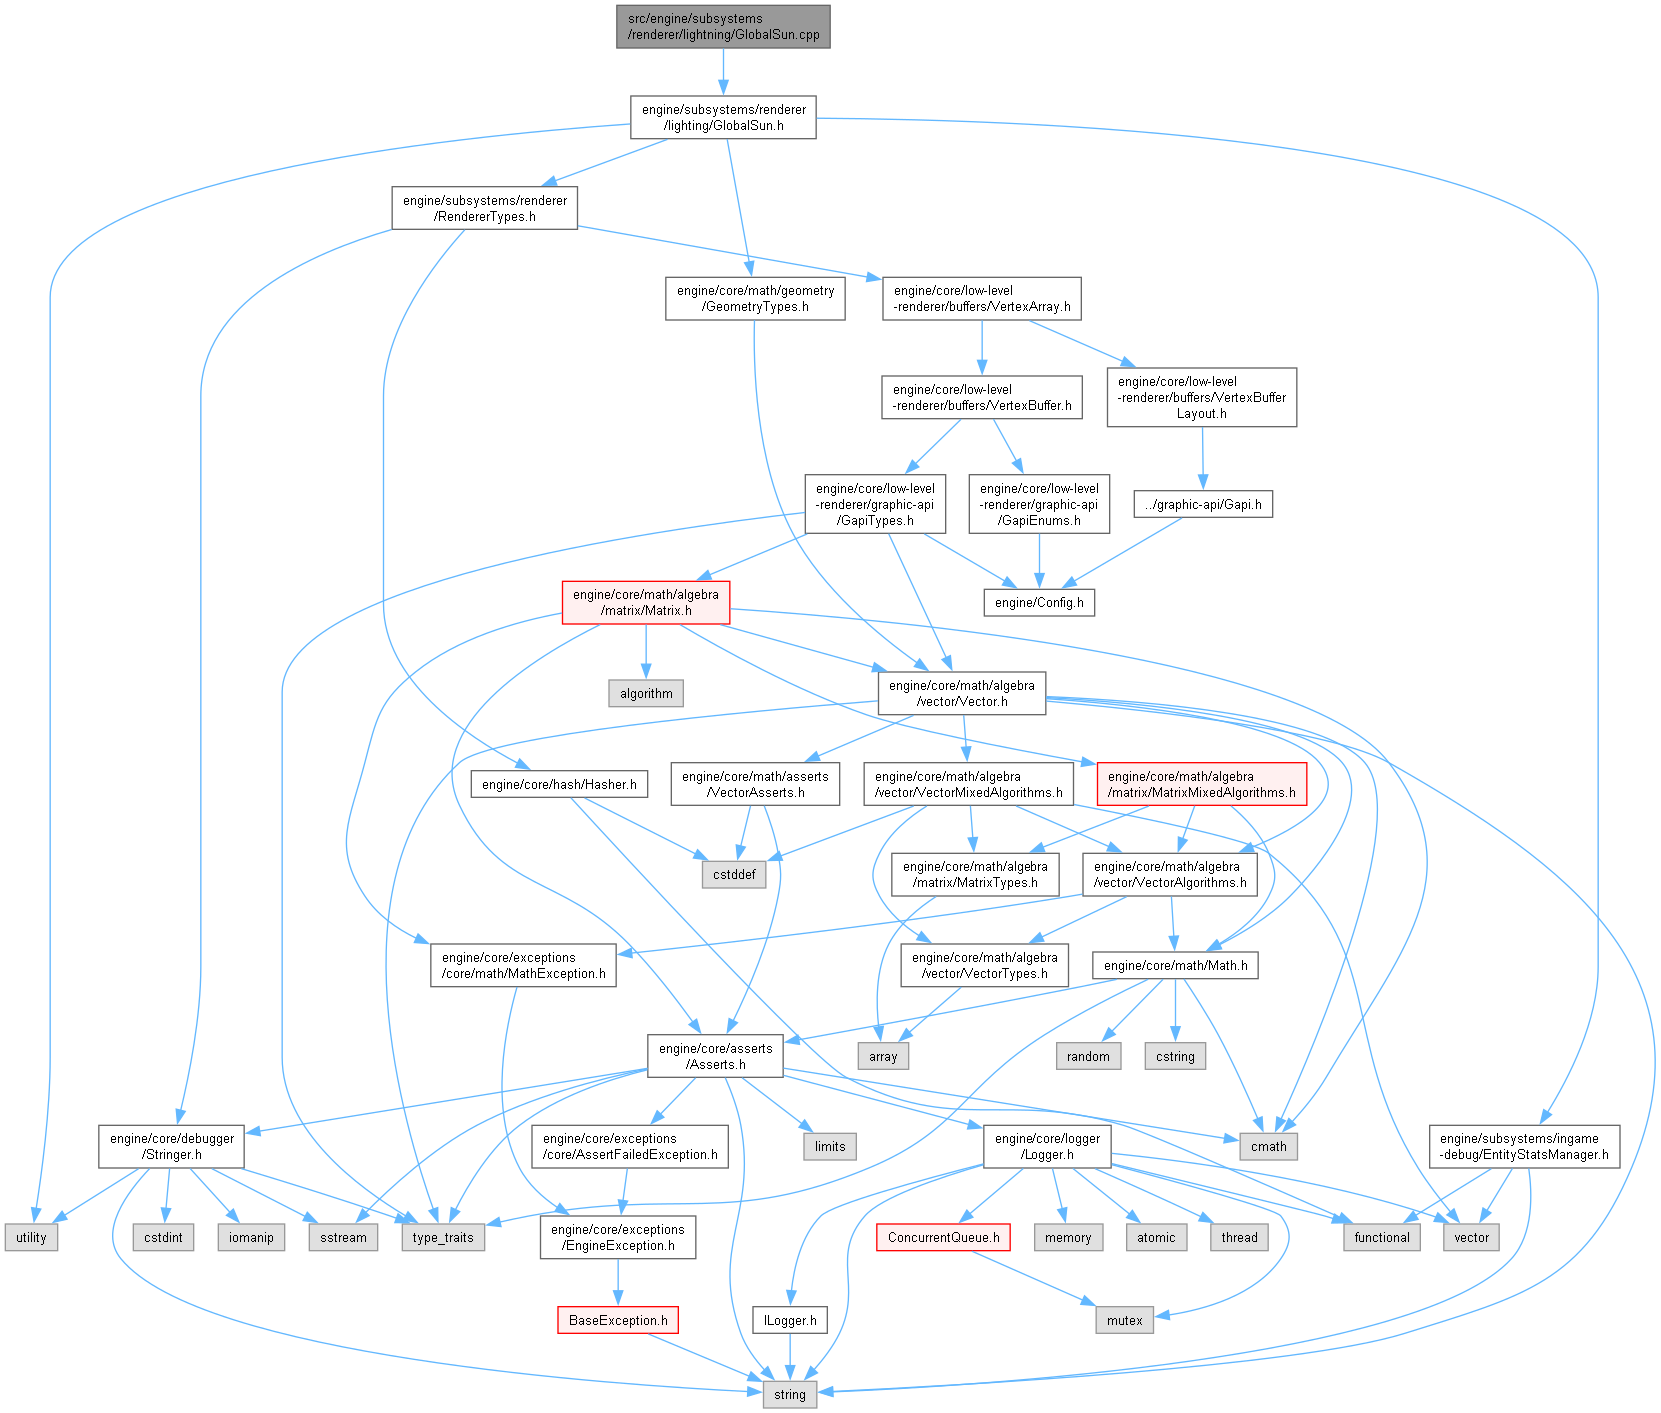 src/engine/subsystems
/renderer/lightning/GlobalSun.cpp
engine/subsystems/renderer
/lighting/GlobalSun.h
engine/subsystems/renderer
/RendererTypes.h
engine/core/math/geometry
/GeometryTypes.h
engine/core/low-level
-renderer/buffers/VertexArray.h
engine/core/low-level
-renderer/buffers/VertexBuffer.h
engine/core/low-level
-renderer/buffers/VertexBuffer
Layout.h
engine/core/low-level
-renderer/graphic-api
/GapiTypes.h
engine/core/low-level
-renderer/graphic-api
/GapiEnums.h
../graphic-api/Gapi.h
engine/core/math/algebra
/matrix/Matrix.h
engine/Config.h
algorithm
engine/core/math/algebra
/vector/Vector.h
engine/core/hash/Hasher.h
engine/core/math/asserts
/VectorAsserts.h
engine/core/math/algebra
/vector/VectorMixedAlgorithms.h
engine/core/math/algebra
/matrix/MatrixMixedAlgorithms.h
cstddef
engine/core/math/algebra
/matrix/MatrixTypes.h
engine/core/math/algebra
/vector/VectorAlgorithms.h
engine/core/exceptions
/core/math/MathException.h
engine/core/math/algebra
/vector/VectorTypes.h
engine/core/math/Math.h
engine/core/asserts
/Asserts.h
array
random
cstring
engine/core/debugger
/Stringer.h
engine/core/exceptions
/core/AssertFailedException.h
limits
engine/core/logger
/Logger.h
cmath
engine/subsystems/ingame
-debug/EntityStatsManager.h
utility
cstdint
iomanip
sstream
type_traits
engine/core/exceptions
/EngineException.h
ConcurrentQueue.h
memory
atomic
thread
functional
vector
BaseException.h
ILogger.h
mutex
string